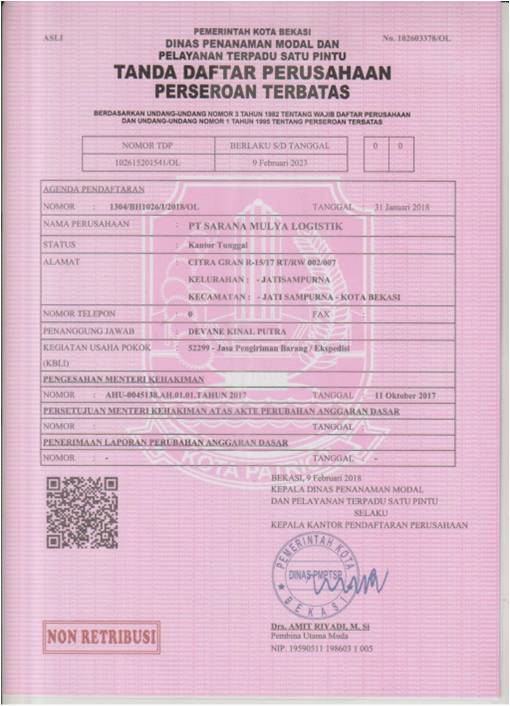 ASLI
No. 102603378/OL
PEMERINTAH KOTA BEKASI
DINAS PENANAMAN MODAL DAN
PELAYANAN TERPADU SATU PINTU
TANDA DAFTAR PERUSAHAAN
PERSEROAN TERBATAS
BERDASARKAN UNDANG-UNDANG NOMOR 3 TAHUN 1982 TENTANG WAJIB DAFTAR PERUSAHAAN
DAN UNDANG-UNDANG NOMOR 1 TAHUN 1995 TENTANG PERSEROAN TERBATAS
NOMOR TDP BERLAKU S/D TANGGAL 0 0
102615201541/OL 9 Februari 2023
AGENDA PENDAFTARAN
NOMOR : 1304/BH1026/I/2018/OL TANGGAL : 31 Januari 2018
NAMA PERUSAHAAN : PT SARANA MULYA LOGISTIK
STATUS : Kantor Tunggal
ALAMAT : CITRA GRAN R-15/17 RT/RW 002/007
KELURAHAN : - JATISAMPURNA
KECAMATAN : - JATI SAMPURNA - KOTA BEKASI
NOMOR TELEPON : 0 FAX :
PENANGGUNG JAWAB : DEVANE KINAL PUTRA
KEGIATAN USAHA POKOK : 52299 - Jasa Pengiriman Barang / Ekspedisi
(KBLI)
PENGESAHAN MENTERI KEHAKIMAN
NOMOR : AHU-0045138.AH.01.01.TAHUN 2017 TANGGAL : 11 Oktober 2017
PERSETUJUAN MENTERI KEHAKIMAN ATAS AKTE PERUBAHAN ANGGARAN DASAR
NOMOR : TANGGAL :
PENERIMAAN LAPORAN PERUBAHAN ANGGARAN DASAR
NOMOR : - TANGGAL : -
BEKASI, 9 Februari 2018
KEPALA DINAS PENANAMAN MODAL
DAN PELAYANAN TERPADU SATU PINTU
SELAKU
KEPALA KANTOR PENDAFTARAN PERUSAHAAN
PEMERINTAH KOTA
DINAS-PMPTSP
BEKASI
Drs. AMIT RIYADI, M. Si
Pembina Utama Muda
NIP. 19590511 198603 1 005
NON RETRIBUSI